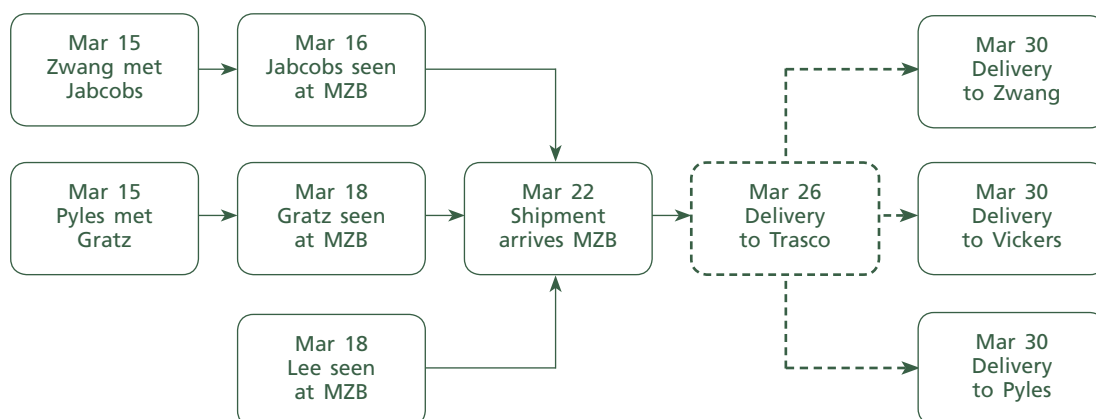 Mar 15
Zwang met
Jabcobs
Mar 16
Jabcobs seen
at MZB
Mar 30
Delivery
to Zwang
Mar 15
Pyles met
Gratz
Mar 18
Gratz seen
at MZB
Mar 22
Shipment
arrives MZB
Mar 26
Delivery
to Trasco
Mar 30
Delivery
to Vickers
Mar 18
Lee seen
at MZB
Mar 30
Delivery
to Pyles